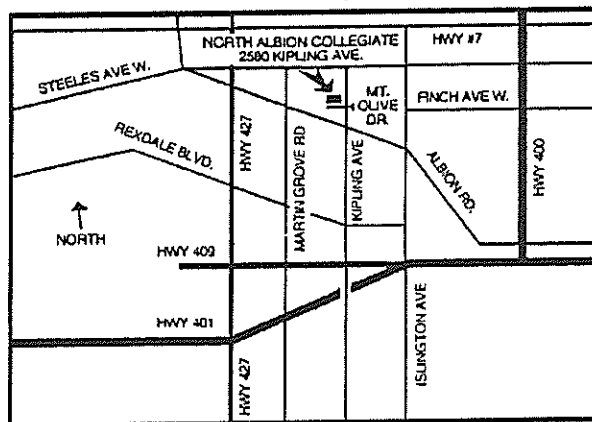 NORTH ALBION COLLEGIATE
2580 KIPLING AVE.
HWY #7
STEELES AVE W.
MT.
OLIVE
DR.
FINCH AVE W.
REXDALE BLVD.
HWY 427
MARTIN GROVE RD
KIPLING AVE
ALBION RD.
HWY 400
NORTH
HWY 409
HWY 401
HWY 427
ISLINGTON AVE